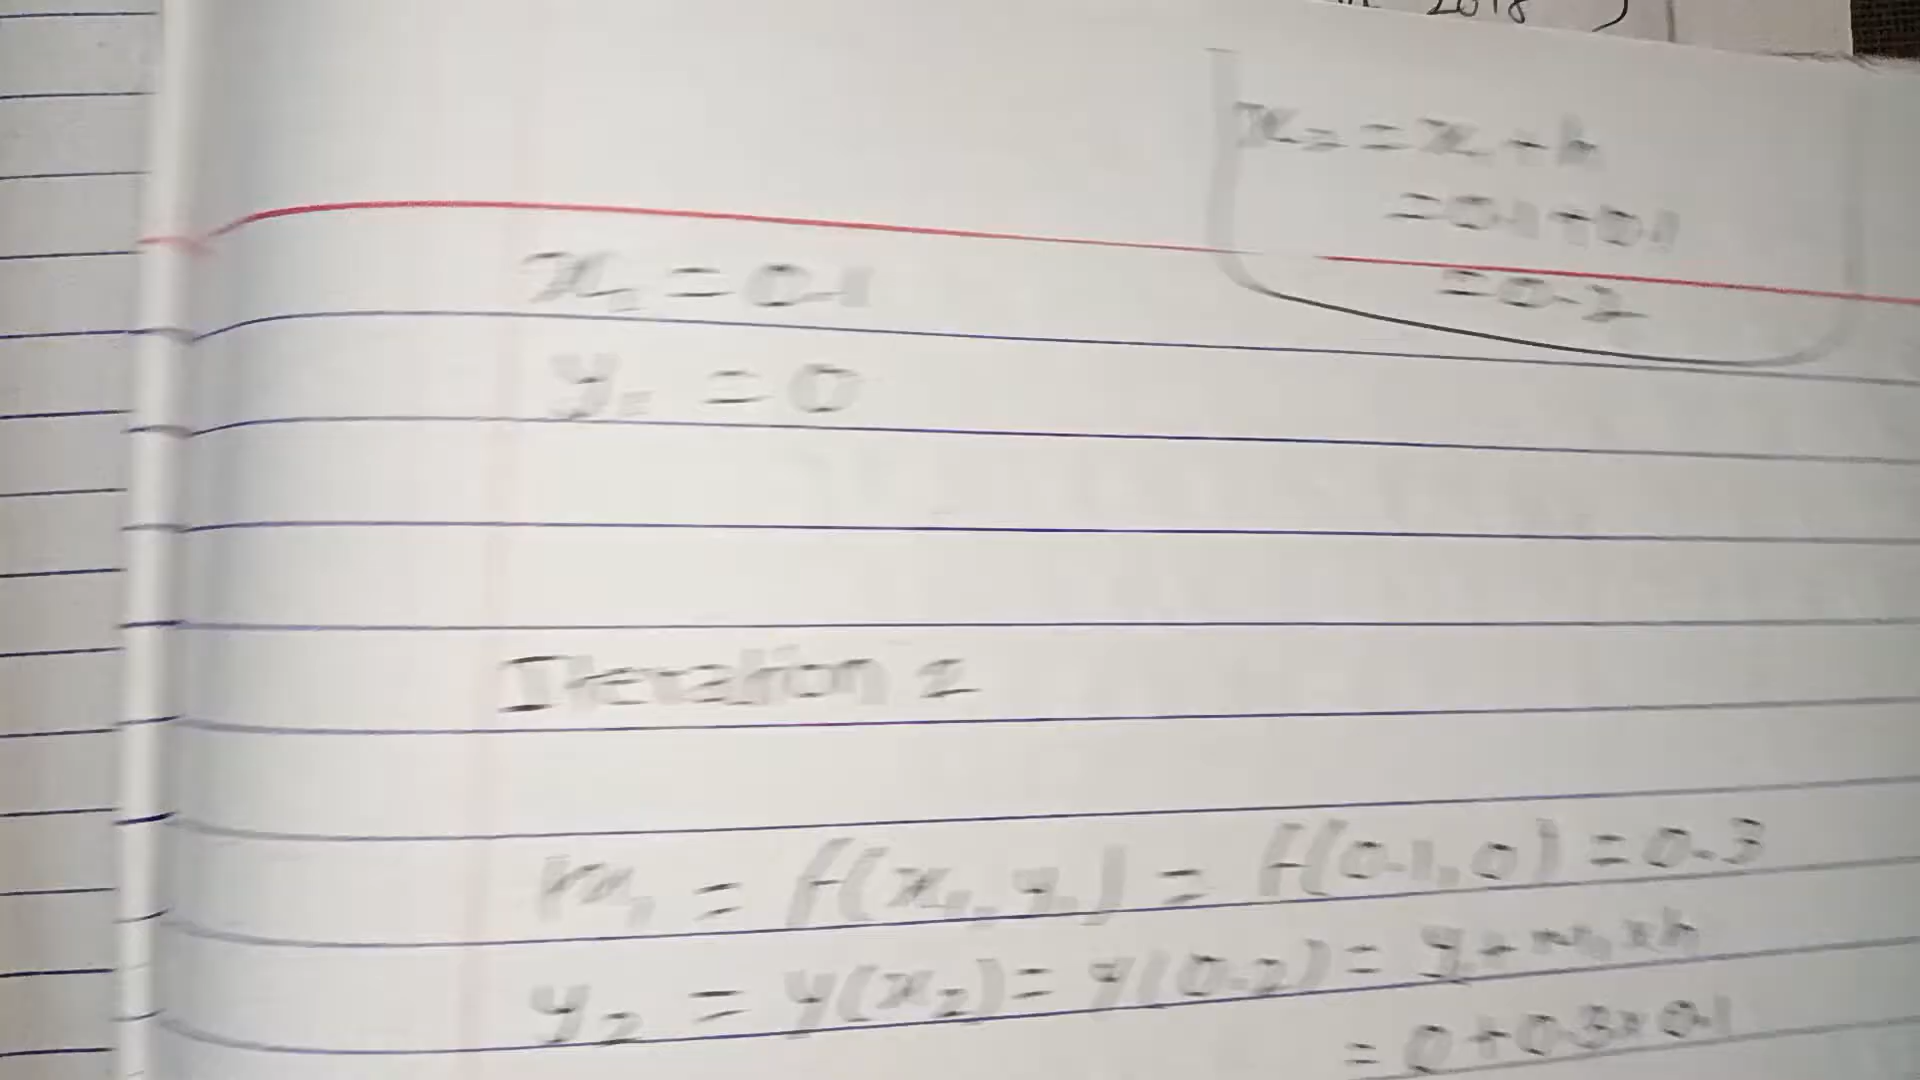 2018 )
x₂ = x₁ + h
= 0.1 + 0.1
= 0.2
x₁ = 0.1
y₁ = 0
Iteration 2
m₁ = f(x₁, y₁) = f(0.1, 0) = 0.3
y₂ = y(x₂) = y(0.2) = y₁ + m₁ × h
= 0 + 0.3 × 0.1